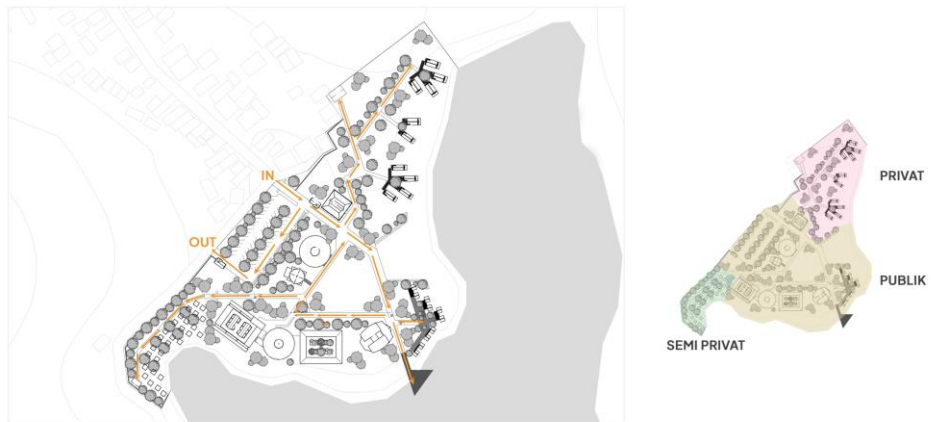 IN
OUT
PRIVAT
PUBLIK
SEMI PRIVAT